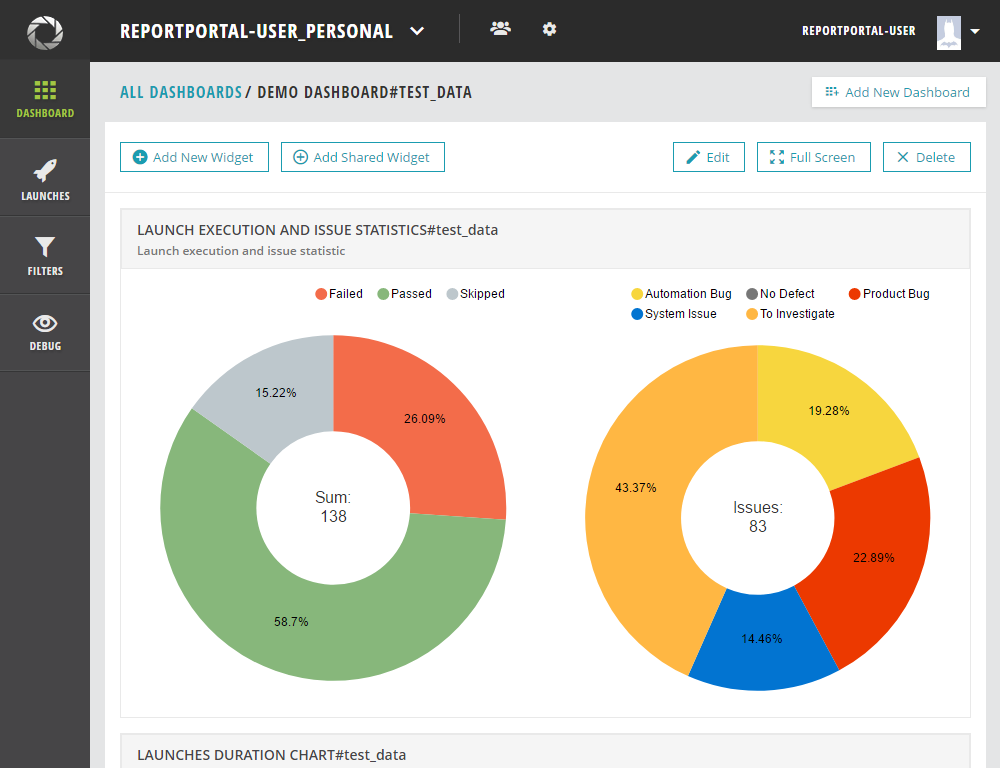 REPORTPORTAL-USER_PERSONAL
REPORTPORTAL-USER
DASHBOARD
LAUNCHES
FILTERS
DEBUG
ALL DASHBOARDS / DEMO DASHBOARD#TEST_DATA
Add New Dashboard
Add New Widget
Add Shared Widget
Edit
Full Screen
Delete
LAUNCH EXECUTION AND ISSUE STATISTICS#test_data
Launch execution and issue statistic
Failed Passed Skipped
15.22%
26.09%
Sum:
138
58.7%
Automation Bug No Defect Product Bug
System Issue To Investigate
19.28%
43.37%
Issues:
83
22.89%
14.46%
LAUNCHES DURATION CHART#test_data